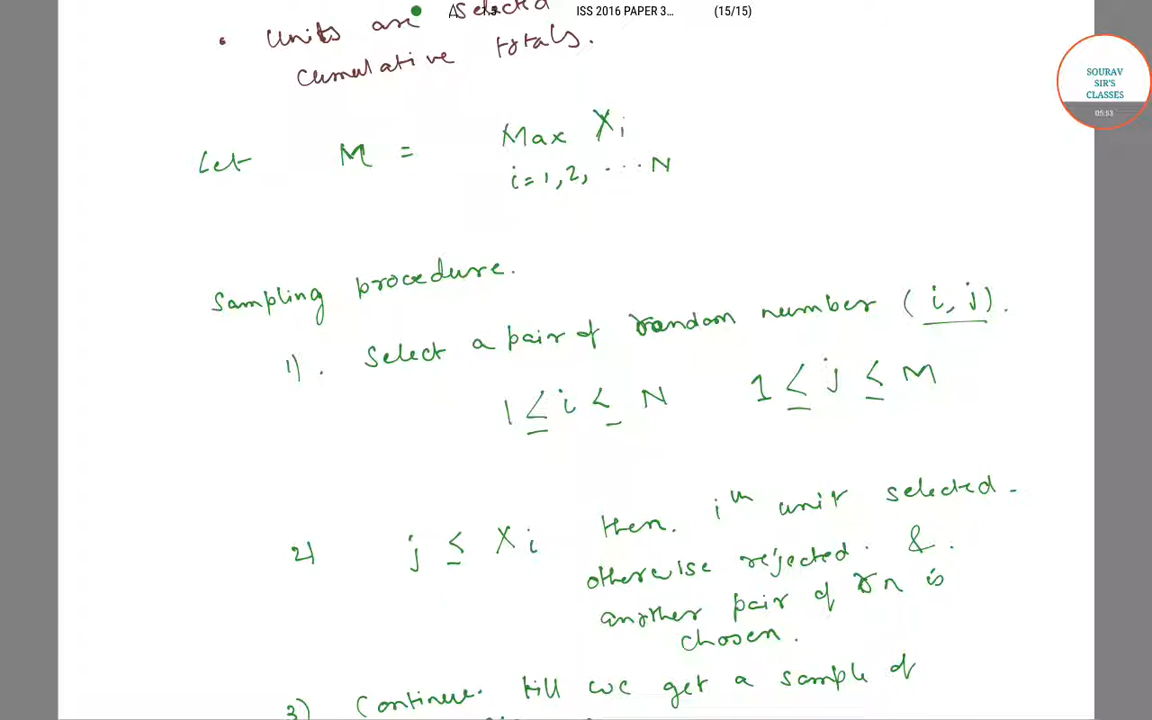 ISS 2016 PAPER 3... (15/15)
• Units are selected
cumulative totals.
SOURAV
SIR'S
CLASSES
05:53
Let M = Max Xi
i=1,2, ... N
Sampling procedure.
1). Select a pair of random number (i, j).
1 ≤ i ≤ N 1 ≤ j ≤ M
2) j ≤ Xi then. ith unit selected.
otherwise rejected. &.
another pair of rn is
chosen.
3) Continue. till we get a sample of